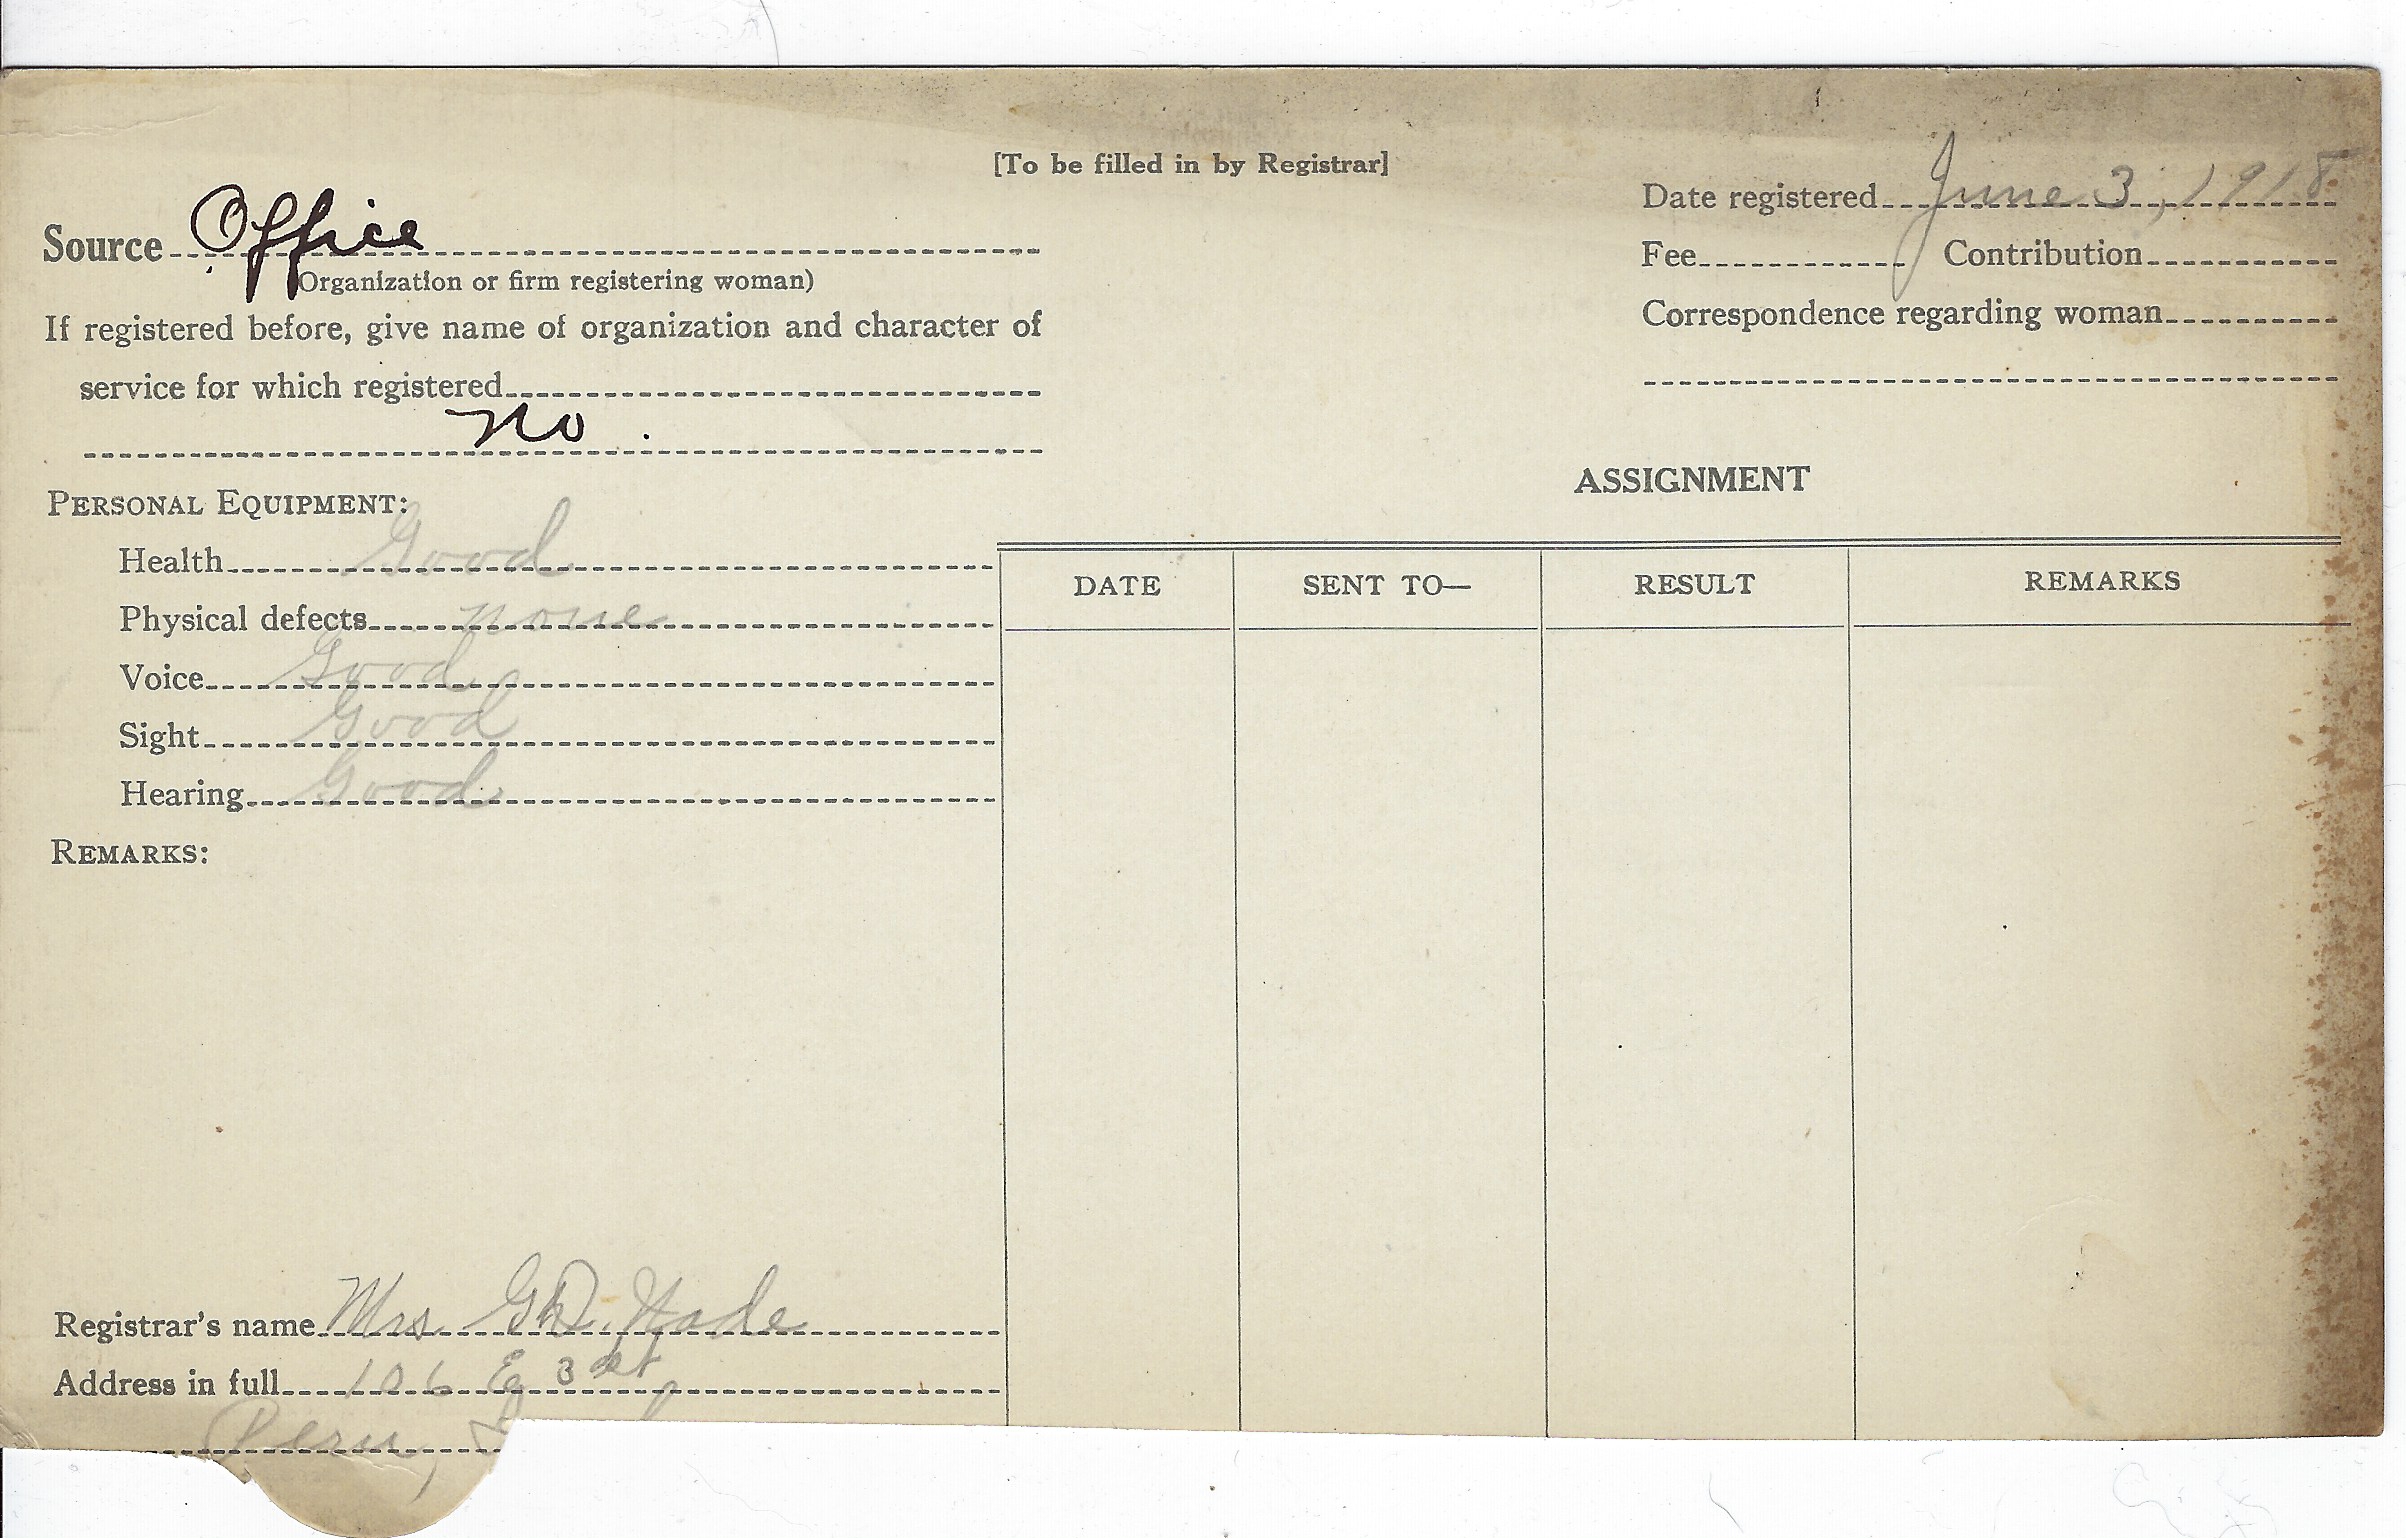 [To be filled in by Registrar]
Date registered June 3, 1918
Source Office
Fee Contribution
(Organization or firm registering woman)
Correspondence regarding woman
If registered before, give name of organization and character of
service for which registered
no
ASSIGNMENT
PERSONAL EQUIPMENT:
Health Good
DATE SENT TO— RESULT REMARKS
Physical defects none
Voice Good
Sight Good
Hearing Good
REMARKS:
Registrar's name Mrs
Address in full 106 E 3
Peru,